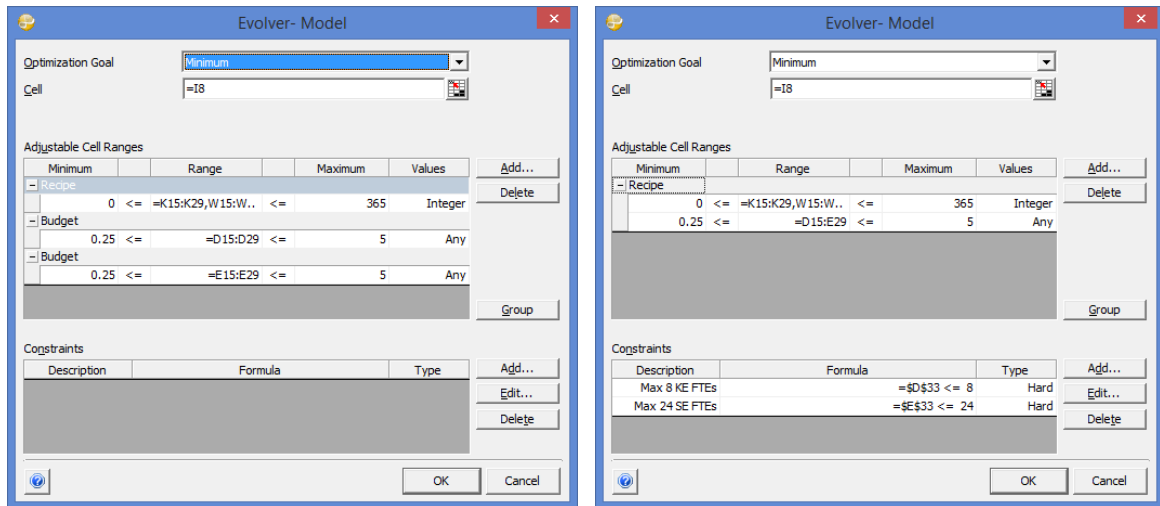 Evolver- Model
Optimization Goal Minimum
Cell =I8
Adjustable Cell Ranges
Minimum Range Maximum Values Add...
Recipe Delete
0 <= =K15:K29,W15:W.. <= 365 Integer
Budget
0.25 <= =D15:D29 <= 5 Any
Budget
0.25 <= =E15:E29 <= 5 Any
Group
Constraints
Description Formula Type Add...
Edit...
Delete
OK Cancel
Evolver- Model
Optimization Goal Minimum
Cell =I8
Adjustable Cell Ranges
Minimum Range Maximum Values Add...
Recipe Delete
0 <= =K15:K29,W15:W.. <= 365 Integer
0.25 <= =D15:E29 <= 5 Any
Group
Constraints
Description Formula Type Add...
Max 8 KE FTEs =$D$33 <= 8 Hard Edit...
Max 24 SE FTEs =$E$33 <= 24 Hard
Delete
OK Cancel